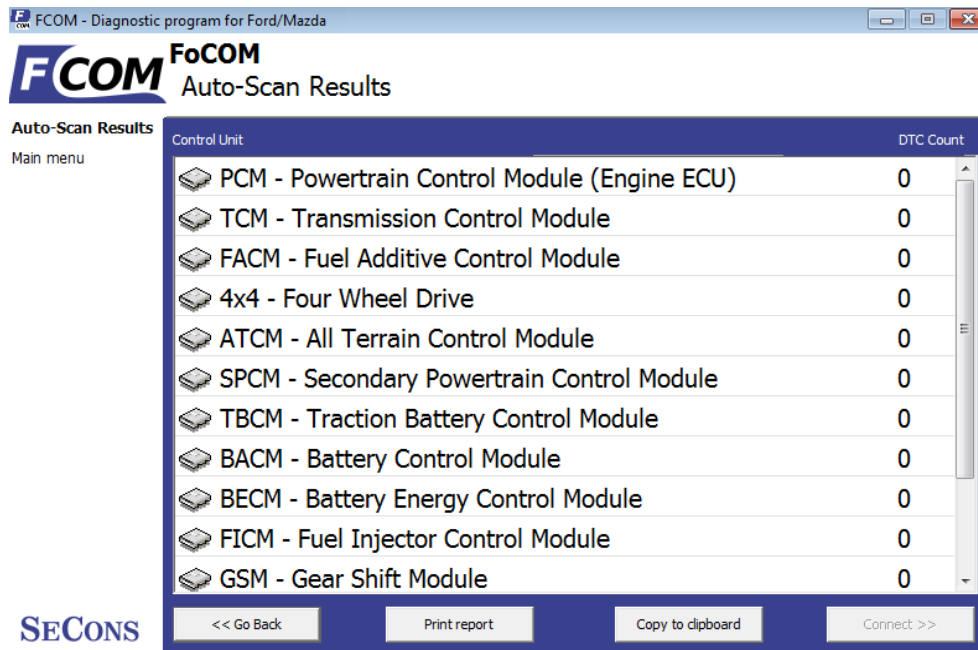 FCOM - Diagnostic program for Ford/Mazda
FCOM
FoCOM
Auto-Scan Results
Auto-Scan Results
Main menu
Control Unit DTC Count
PCM - Powertrain Control Module (Engine ECU) 0
TCM - Transmission Control Module 0
FACM - Fuel Additive Control Module 0
4x4 - Four Wheel Drive 0
ATCM - All Terrain Control Module 0
SPCM - Secondary Powertrain Control Module 0
TBCM - Traction Battery Control Module 0
BACM - Battery Control Module 0
BECM - Battery Energy Control Module 0
FICM - Fuel Injector Control Module 0
GSM - Gear Shift Module 0
SECONS
<< Go Back Print report Copy to clipboard Connect >>